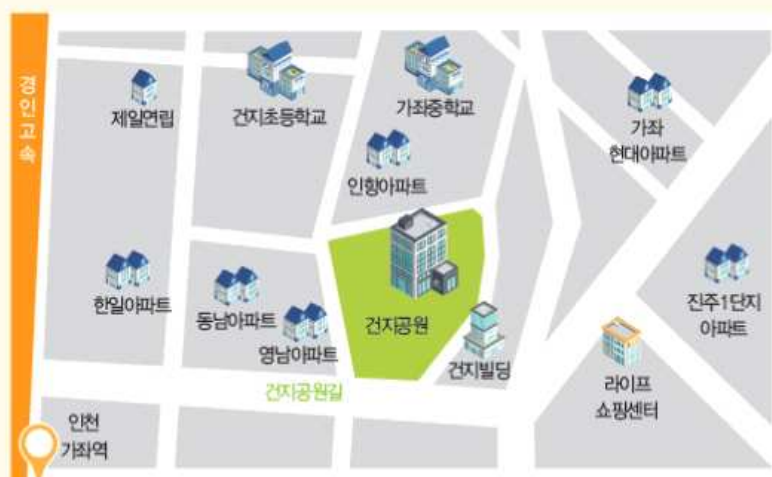 경인고속
제일연립
건지초등학교
가좌중학교
가좌
현대아파트
인항아파트
한일아파트
동남아파트
영남아파트
건지공원
건지빌딩
진주1단지
아파트
라이프
쇼핑센터
건지공원길
인천
가좌역